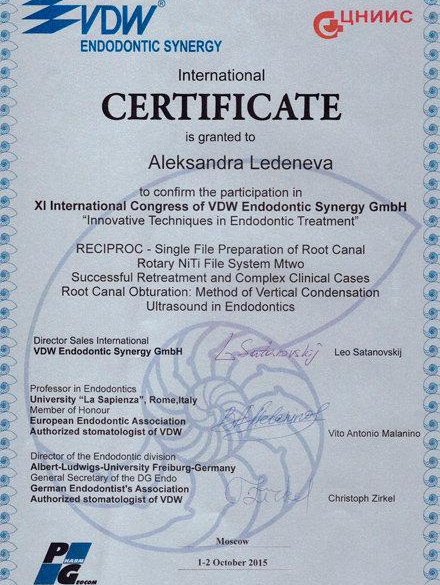 VDW®
ENDODONTIC SYNERGY
ЦНИИС
International
CERTIFICATE
is granted to
Aleksandra Ledeneva
to confirm the participation in
XI International Congress of VDW Endodontic Synergy GmbH
"Innovative Techniques in Endodontic Treatment"
RECIPROC - Single File Preparation of Root Canal
Rotary NiTi File System Mtwo
Successful Retreatment and Complex Clinical Cases
Root Canal Obturation: Method of Vertical Condensation
Ultrasound in Endodontics
Director Sales International
VDW Endodontic Synergy GmbH
L. Satanovskij
Leo Satanovskij
Professor in Endodontics
University "La Sapienza", Rome,Italy
Member of Honour
European Endodontic Association
Authorized stomatologist of VDW
Vito Antonio Malanino
Director of the Endodontic division
Albert-Ludwigs-University Freiburg-Germany
General Secretary of the DG Endo
German Endodontist's Association
Authorized stomatologist of VDW
Christoph Zirkel
Moscow
1-2 October 2015
PHARM
GEOCOM